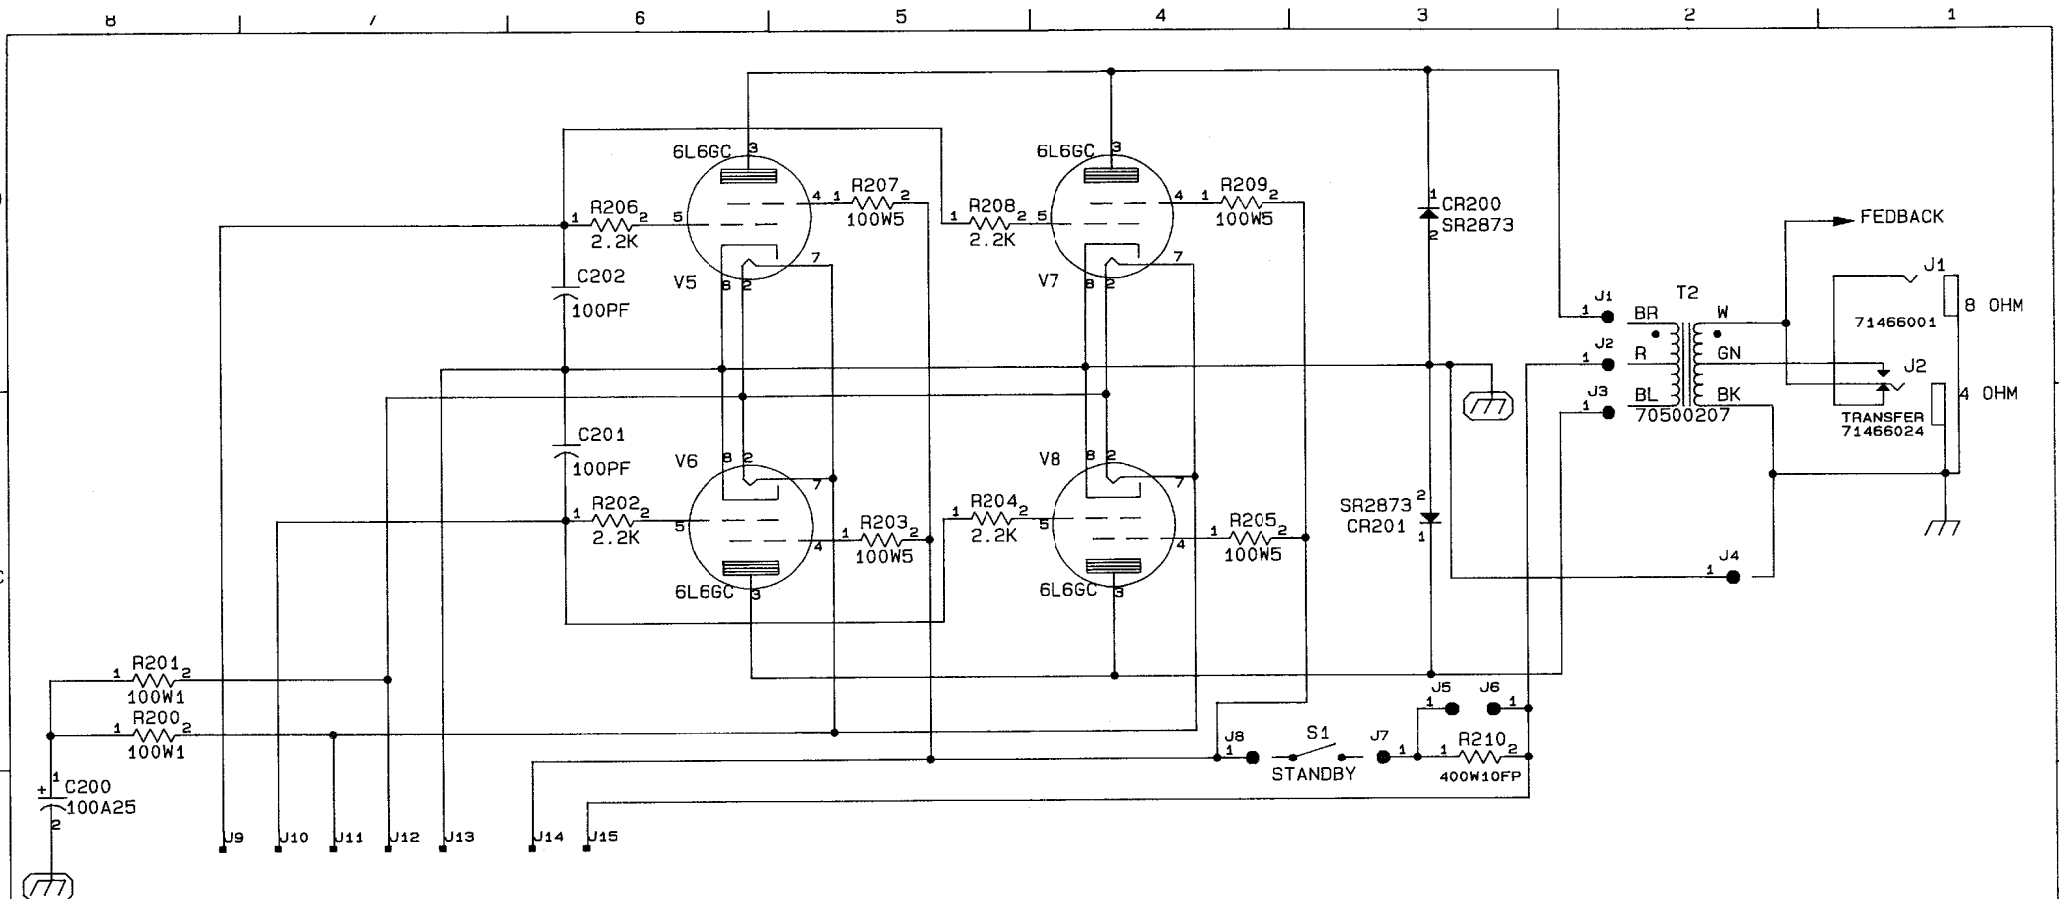 8 7 6 5 4 3 2 1
6L6GC 3
6L6GC 3
1 R206 2 5
2.2K
4 1 R207 2
100W5
1 R208 2 5
2.2K
4 1 R209 2
100W5
1 CR200
SR2873
2
FEDBACK
V5 8 2 7
V7 8 2 7
C202
100PF
J1
8 OHM
71466001
J1 1 BR T2 W
J2 1 R GN
J3 1 BL BK
70500207
J2
4 OHM
TRANSFER
71466024
C201
100PF
V6 8 2 7
V8 8 2 7
1 R202 2 5
2.2K
4 1 R203 2
100W5
1 R204 2 5
2.2K
4 1 R205 2
100W5
SR2873 2
CR201
1
J4
1
6L6GC 3
6L6GC 3
C
1 R201 2
100W1
1 R200 2
100W1
J5 J6
1 1
J8 1 S1 J7 1
STANDBY
1 R210 2
400W10FP
1
+ C200
100A25
2
J9 J10 J11 J12 J13 J14 J15